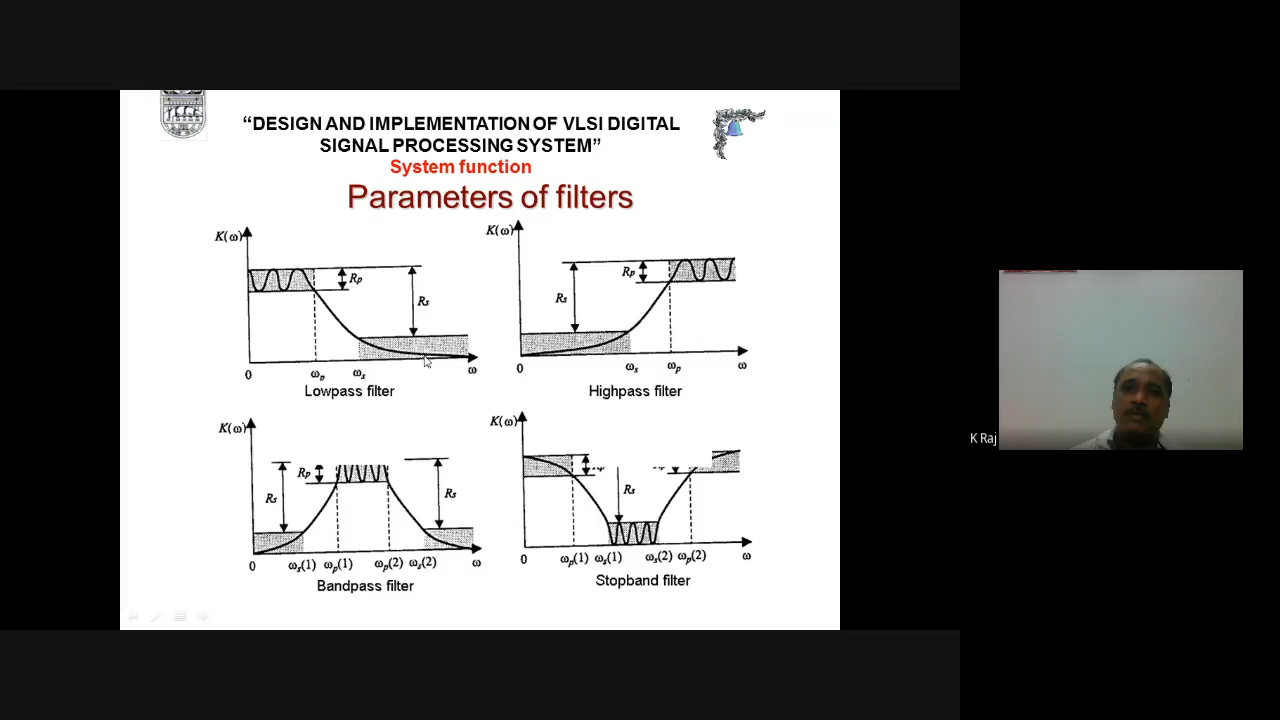 “DESIGN AND IMPLEMENTATION OF VLSI DIGITAL
SIGNAL PROCESSING SYSTEM”
System function
Parameters of filters
K(ω)
Rp
Rs
0
ωp
ωs
ω
Lowpass filter
K(ω)
Rs
Rp
0
ωs
ωp
ω
Highpass filter
K(ω)
Rp
Rs
Rs
0
ωs(1)
ωp(1)
ωp(2)
ωs(2)
ω
Bandpass filter
K(ω)
Rs
0
ωp(1)
ωs(1)
ωs(2)
ωp(2)
ω
Stopband filter
K Raj